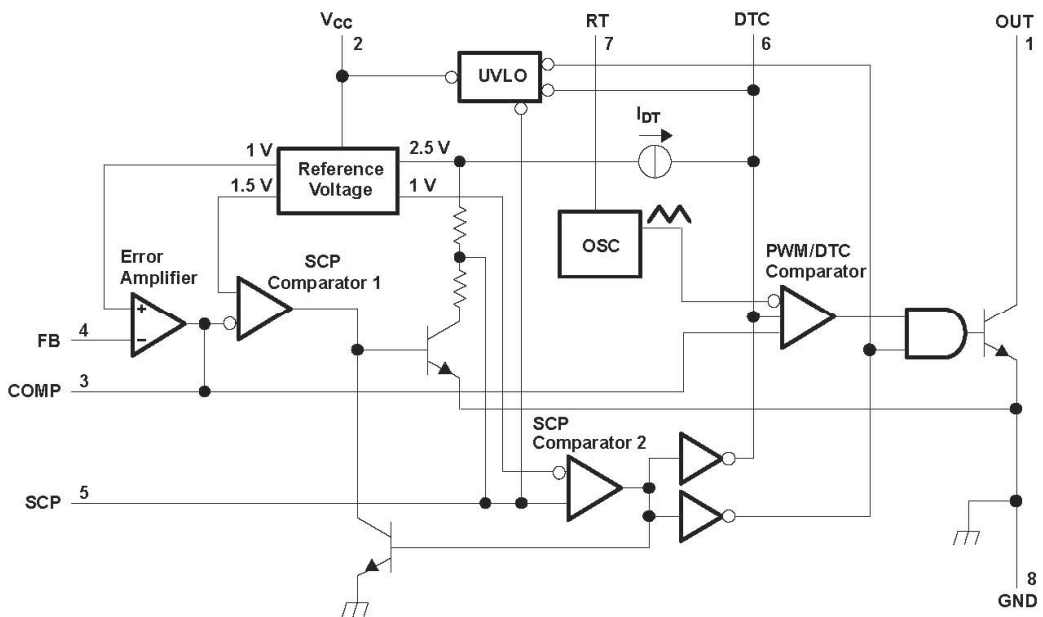 VCC
2
RT
7
DTC
6
OUT
1
UVLO
IDT
1 V
2.5 V
Reference
Voltage
1.5 V
1 V
OSC
Error
Amplifier
SCP
Comparator 1
PWM/DTC
Comparator
+
−
FB
4
COMP
3
SCP
Comparator 2
SCP
5
8
GND